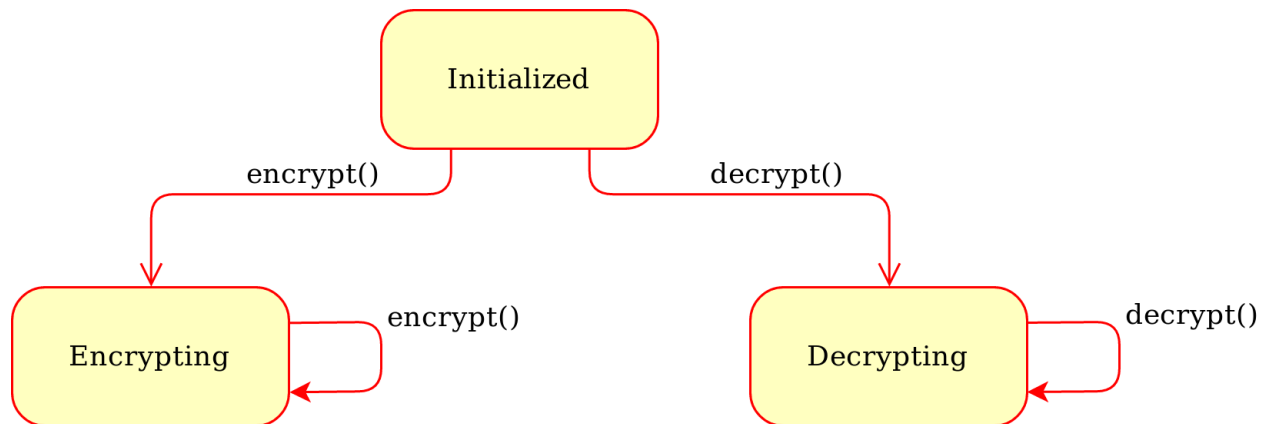 Initialized
encrypt()
decrypt()
encrypt()
decrypt()
Encrypting
Decrypting